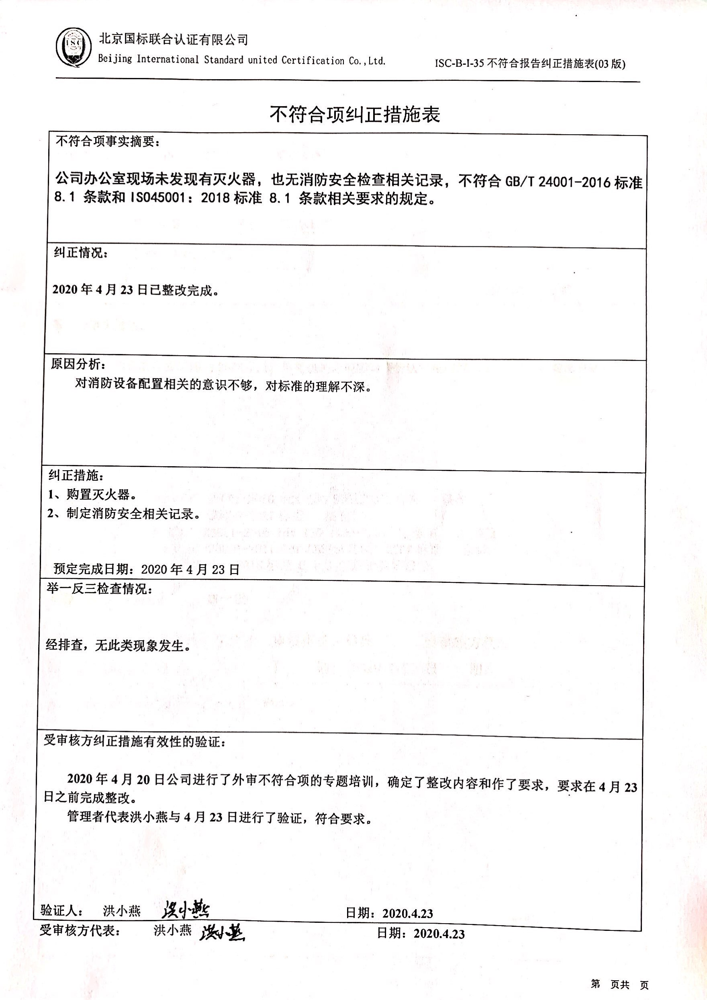 ISC
北京国标联合认证有限公司
Beijing International Standard united Certification Co.,Ltd.
ISC-B-I-35 不符合报告纠正措施表(03 版)
不符合项纠正措施表
不符合项事实摘要：
公司办公室现场未发现有灭火器，也无消防安全检查相关记录，不符合 GB/T 24001-2016 标准
8.1 条款和 ISO45001：2018 标准 8.1 条款相关要求的规定。
纠正情况：
2020 年 4 月 23 日已整改完成。
原因分析：
对消防设备配置相关的意识不够，对标准的理解不深。
纠正措施：
1、购置灭火器。
2、制定消防安全相关记录。
预定完成日期：2020 年 4 月 23 日
举一反三检查情况：
经排查，无此类现象发生。
受审核方纠正措施有效性的验证：
2020 年 4 月 20 日公司进行了外审不符合项的专题培训，确定了整改内容和作了要求，要求在 4 月 23
日之前完成整改。
管理者代表洪小燕与 4 月 23 日进行了验证，符合要求。
验证人： 洪小燕 洪小燕 日期：2020.4.23
受审核方代表： 洪小燕 洪小燕 日期：2020.4.23
第 页共 页